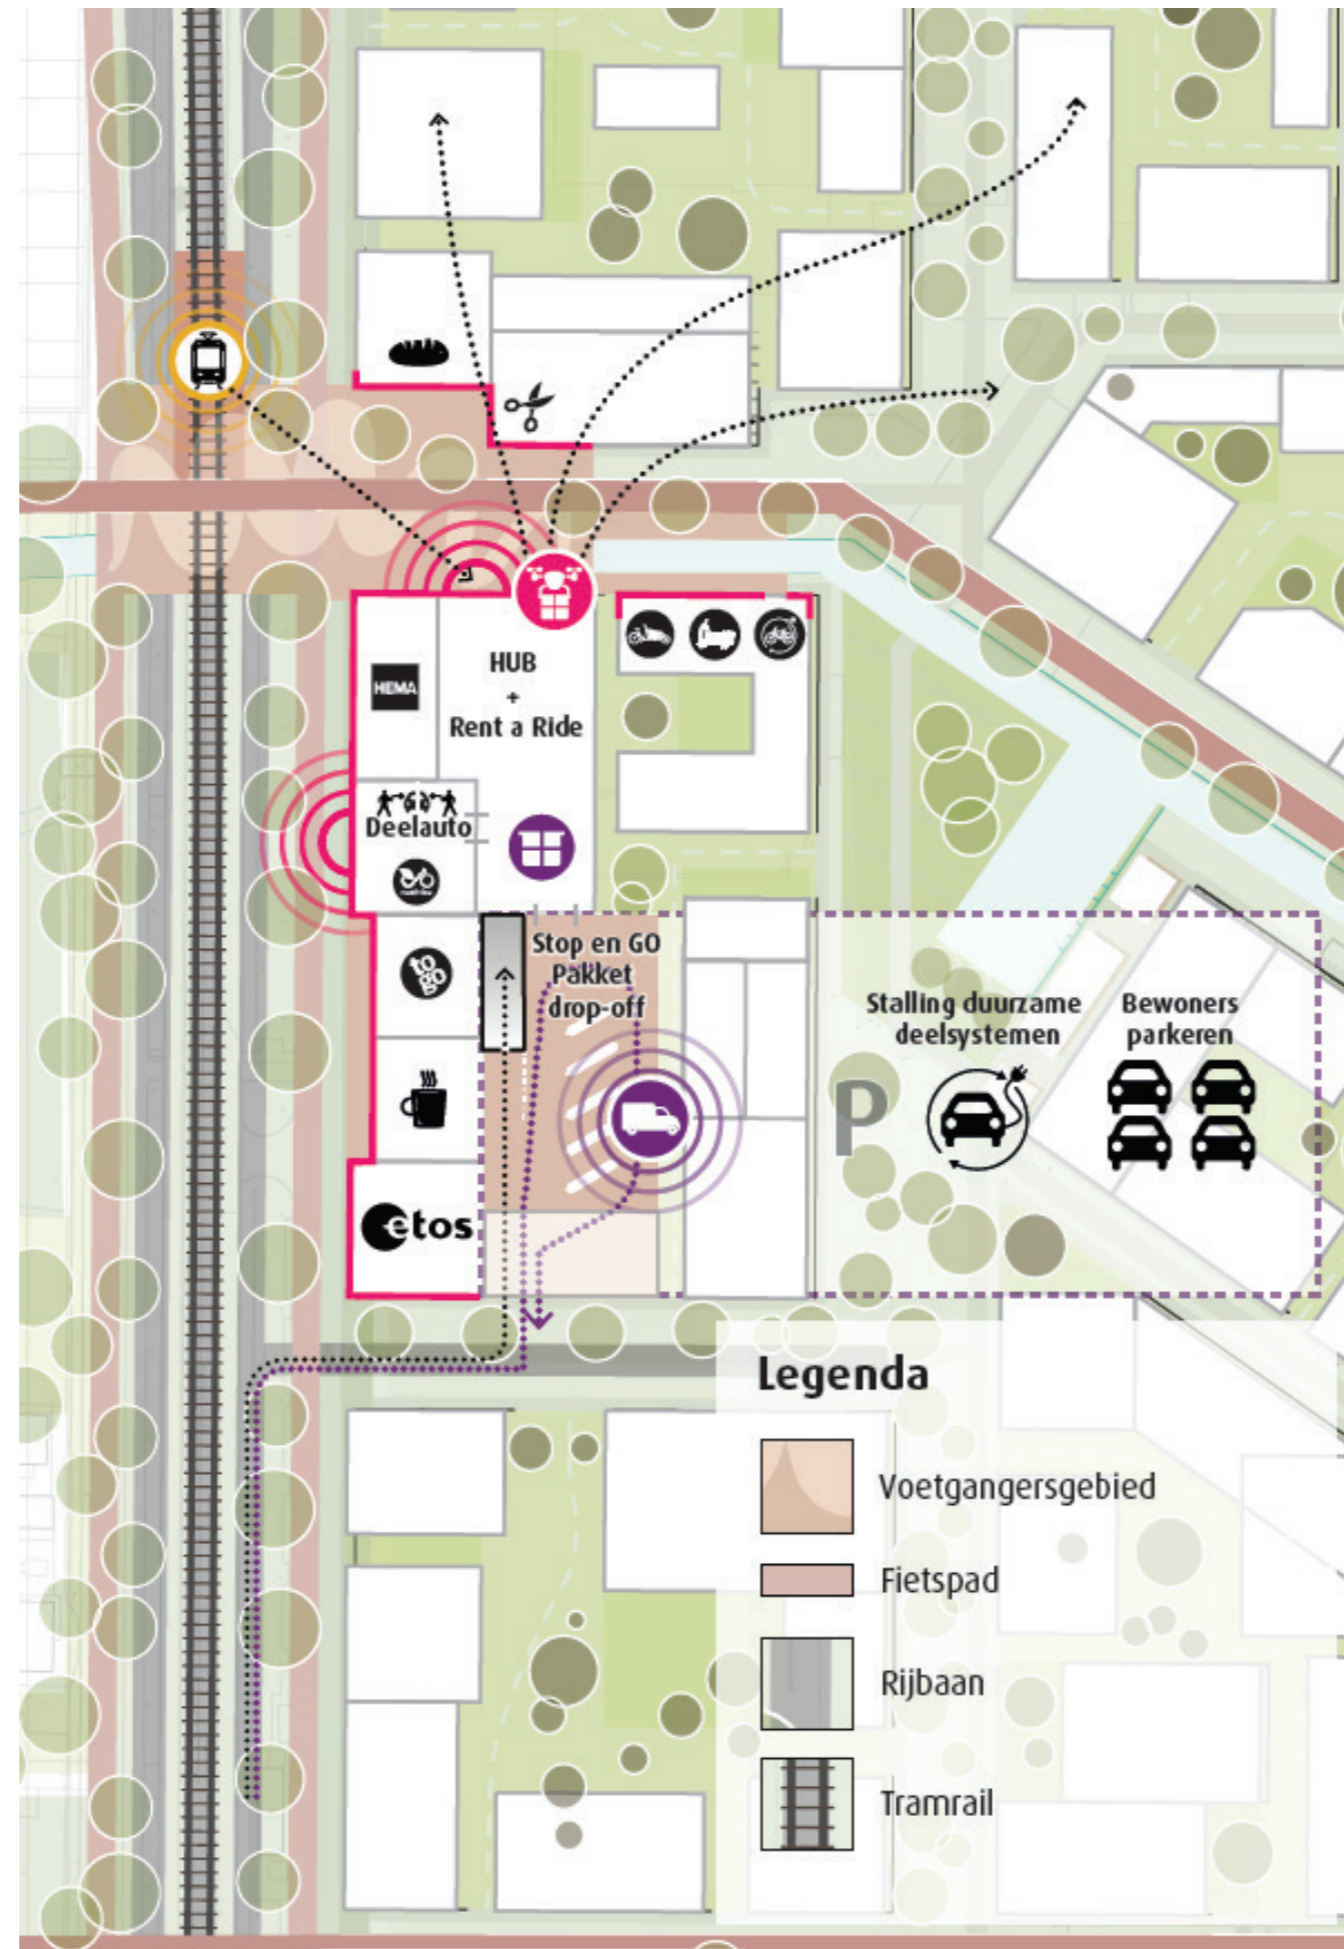 HUB
+
Rent a Ride
HEMA
Deelauto
to
go
Stop en GO
Pakket
drop-off
Stalling duurzame
deelsystemen
Bewoners
parkeren
P
etos
Legenda
Voetgangersgebied
Fietspad
Rijbaan
Tramrail